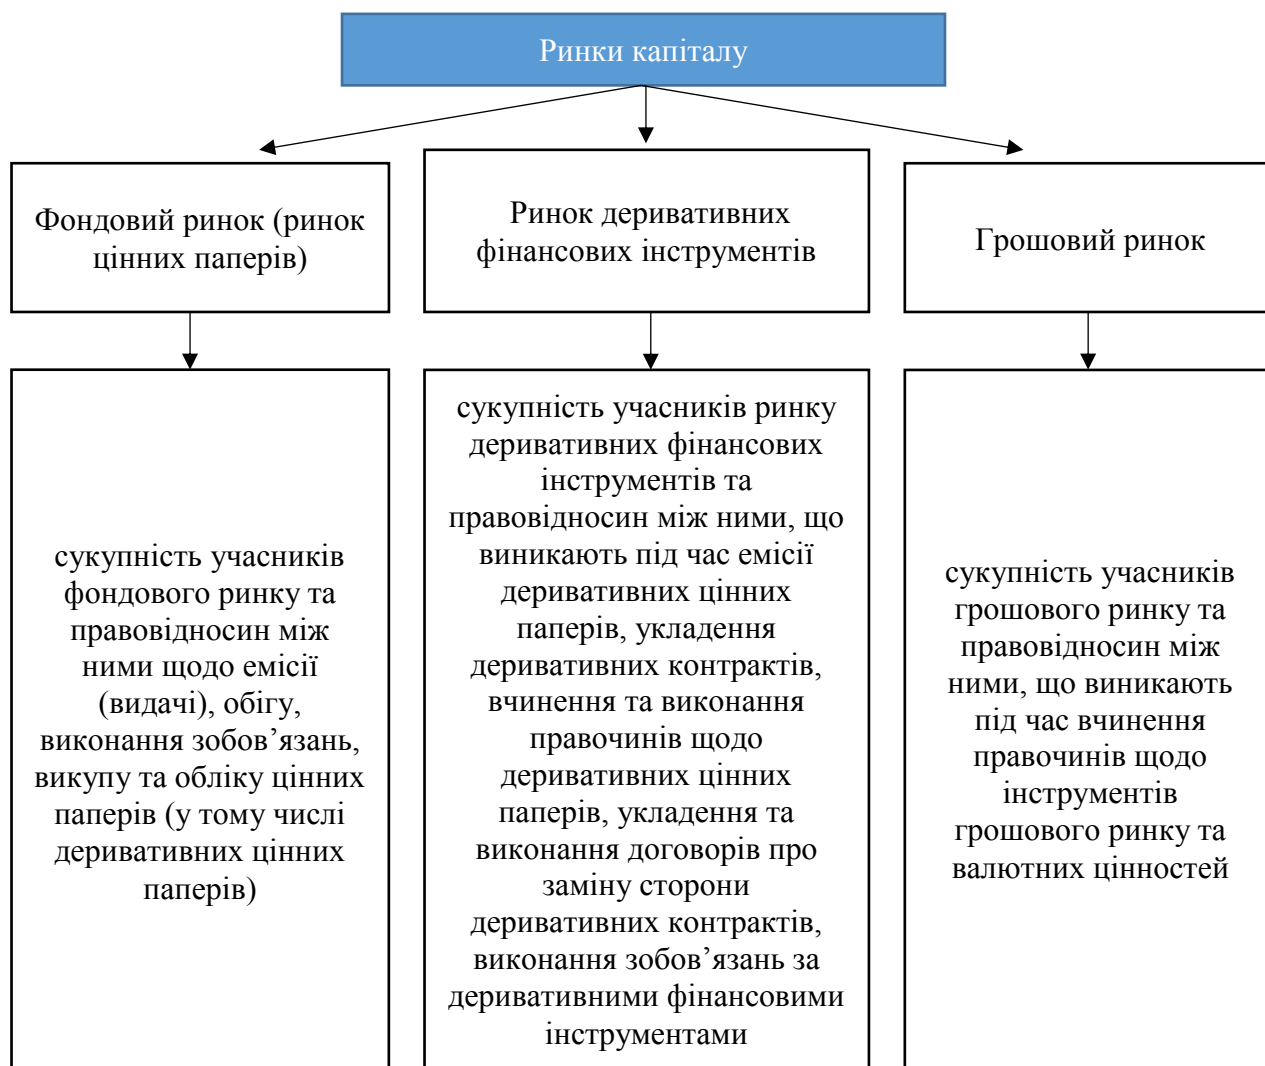 Ринки капіталу
Фондовий ринок (ринок
цінних паперів)
Ринок деривативних
фінансових інструментів
Грошовий ринок
сукупність учасників
фондового ринку та
правовідносин між
ними щодо емісії
(видачі), обігу,
виконання зобов’язань,
викупу та обліку цінних
паперів (у тому числі
деривативних цінних
паперів)
сукупність учасників ринку
деривативних фінансових
інструментів та
правовідносин між ними, що
виникають під час емісії
деривативних цінних
паперів, укладення
деривативних контрактів,
вчинення та виконання
правочинів щодо
деривативних цінних
паперів, укладення та
виконання договорів про
заміну сторони
деривативних контрактів,
виконання зобов’язань за
деривативними фінансовими
інструментами
сукупність учасників
грошового ринку та
правовідносин між
ними, що виникають
під час вчинення
правочинів щодо
інструментів
грошового ринку та
валютних цінностей